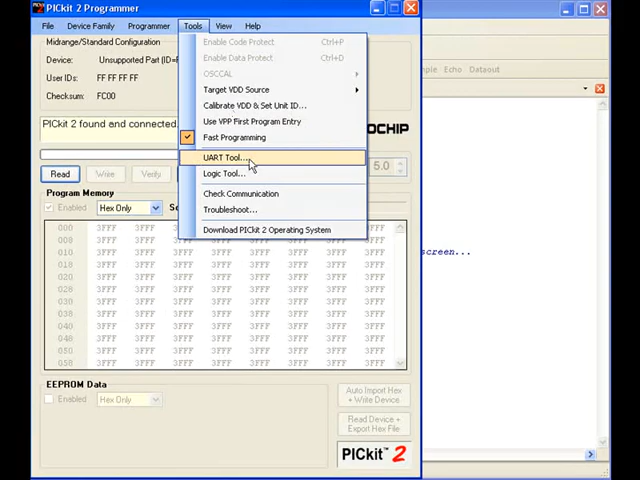 PICkit 2 Programmer
File Device Family Programmer Tools View Help
Midrange/Standard Configuration
Device: Unsupported Part (ID=
User IDs: FF FF FF FF
Checksum: FC00
PICkit 2 found and connected
OCHIP
Read Write Verify
5.0
Enable Code Protect Ctrl+P
Enable Data Protect Ctrl+D
OSCCAL
Target VDD Source
Calibrate VDD & Set Unit ID...
Use VPP First Program Entry
Fast Programming
UART Tool...
Logic Tool...
Check Communication
Troubleshoot...
Download PICkit 2 Operating System
Program Memory
Enabled Hex Only
000 3FFF 3FFF 3FFF 3FFF 3FFF 3FFF 3FFF 3FFF
008 3FFF 3FFF 3FFF 3FFF 3FFF 3FFF 3FFF 3FFF
010 3FFF 3FFF 3FFF 3FFF 3FFF 3FFF 3FFF 3FFF
018 3FFF 3FFF 3FFF 3FFF 3FFF 3FFF 3FFF 3FFF
020 3FFF 3FFF 3FFF 3FFF 3FFF 3FFF 3FFF 3FFF
028 3FFF 3FFF 3FFF 3FFF 3FFF 3FFF 3FFF 3FFF
030 3FFF 3FFF 3FFF 3FFF 3FFF 3FFF 3FFF 3FFF
038 3FFF 3FFF 3FFF 3FFF 3FFF 3FFF 3FFF 3FFF
040 3FFF 3FFF 3FFF 3FFF 3FFF 3FFF 3FFF 3FFF
048 3FFF 3FFF 3FFF 3FFF 3FFF 3FFF 3FFF 3FFF
050 3FFF 3FFF 3FFF 3FFF 3FFF 3FFF 3FFF 3FFF
058 3FFF 3FFF 3FFF 3FFF 3FFF 3FFF 3FFF 3FFF
EEPROM Data
Enabled Hex Only
Auto Import Hex
+ Write Device
Read Device +
Export Hex File
PICkit™ 2
Echo Dataout
screen...